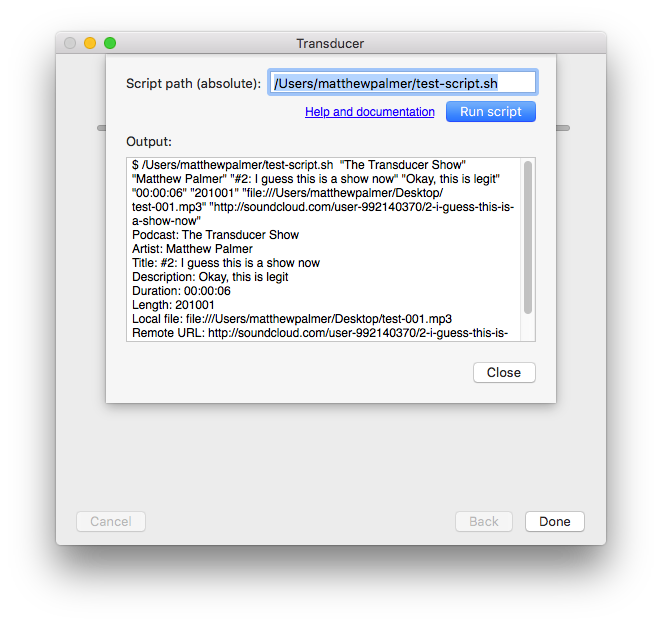 Transducer
Script path (absolute): /Users/matthewpalmer/test-script.sh
Help and documentation Run script
Output:
$ /Users/matthewpalmer/test-script.sh  "The Transducer Show"
"Matthew Palmer" "#2: I guess this is a show now" "Okay, this is legit"
"00:00:06" "201001" "file:///Users/matthewpalmer/Desktop/
test-001.mp3" "http://soundcloud.com/user-992140370/2-i-guess-this-is-
a-show-now"
Podcast: The Transducer Show
Artist: Matthew Palmer
Title: #2: I guess this is a show now
Description: Okay, this is legit
Duration: 00:00:06
Length: 201001
Local file: file:///Users/matthewpalmer/Desktop/test-001.mp3
Remote URL: http://soundcloud.com/user-992140370/2-i-guess-this-is-
Close
Cancel Back Done